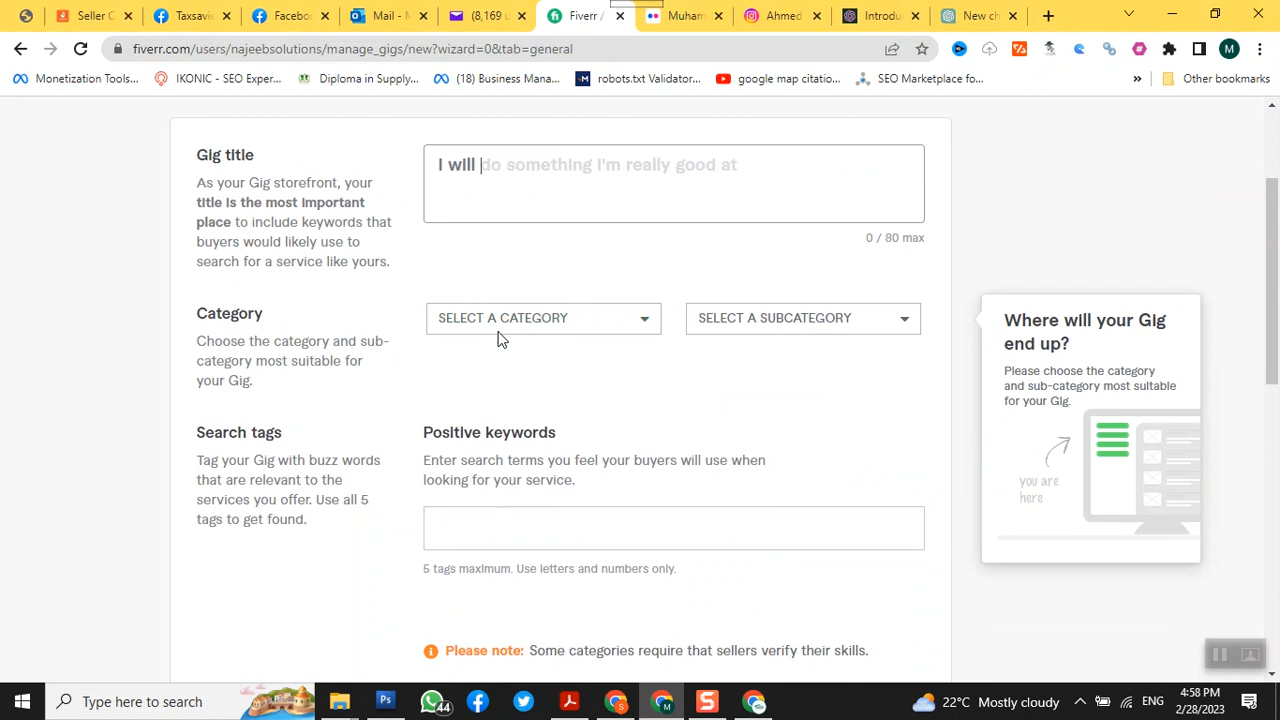 Seller C
Taxsavie
Faceboo
Mail - M
(8,169 u
Fiverr /
Muham
Ahmed
Introdu
New ch
fiverr.com/users/najeebsolutions/manage_gigs/new?wizard=0&tab=general
M
Monetization Tools...
IKONIC - SEO Exper...
Diploma in Supply...
(18) Business Mana...
robots.txt Validator...
google map citatio...
SEO Marketplace fo...
»
Other bookmarks
Gig title
As your Gig storefront, your
title is the most important
place to include keywords that
buyers would likely use to
search for a service like yours.
I will do something I'm really good at
0 / 80 max
Category
Choose the category and sub-
category most suitable for
your Gig.
SELECT A CATEGORY
SELECT A SUBCATEGORY
Where will your Gig
end up?
Please choose the category
and sub-category most suitable
for your Gig.
you are
here
Search tags
Tag your Gig with buzz words
that are relevant to the
services you offer. Use all 5
tags to get found.
Positive keywords
Enter search terms you feel your buyers will use when
looking for your service.
5 tags maximum. Use letters and numbers only.
Please note: Some categories require that sellers verify their skills.
Type here to search
Ps
44
S
M
S
22°C Mostly cloudy
ENG
4:58 PM
2/28/2023